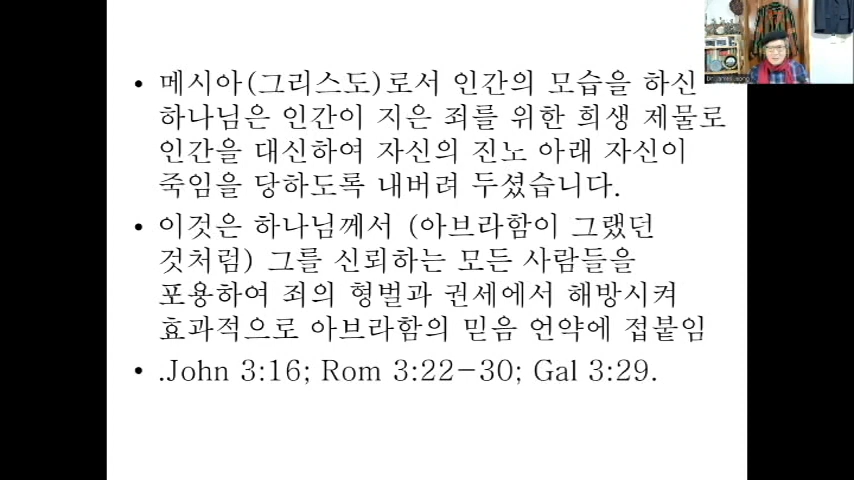 • 메시아(그리스도)로서 인간의 모습을 하신
하나님은 인간이 지은 죄를 위한 희생 제물로
인간을 대신하여 자신의 진노 아래 자신이
죽임을 당하도록 내버려 두셨습니다.
• 이것은 하나님께서 (아브라함이 그랬던
것처럼) 그를 신뢰하는 모든 사람들을
포용하여 죄의 형벌과 권세에서 해방시켜
효과적으로 아브라함의 믿음 언약에 접붙임
• .John 3:16; Rom 3:22-30; Gal 3:29.